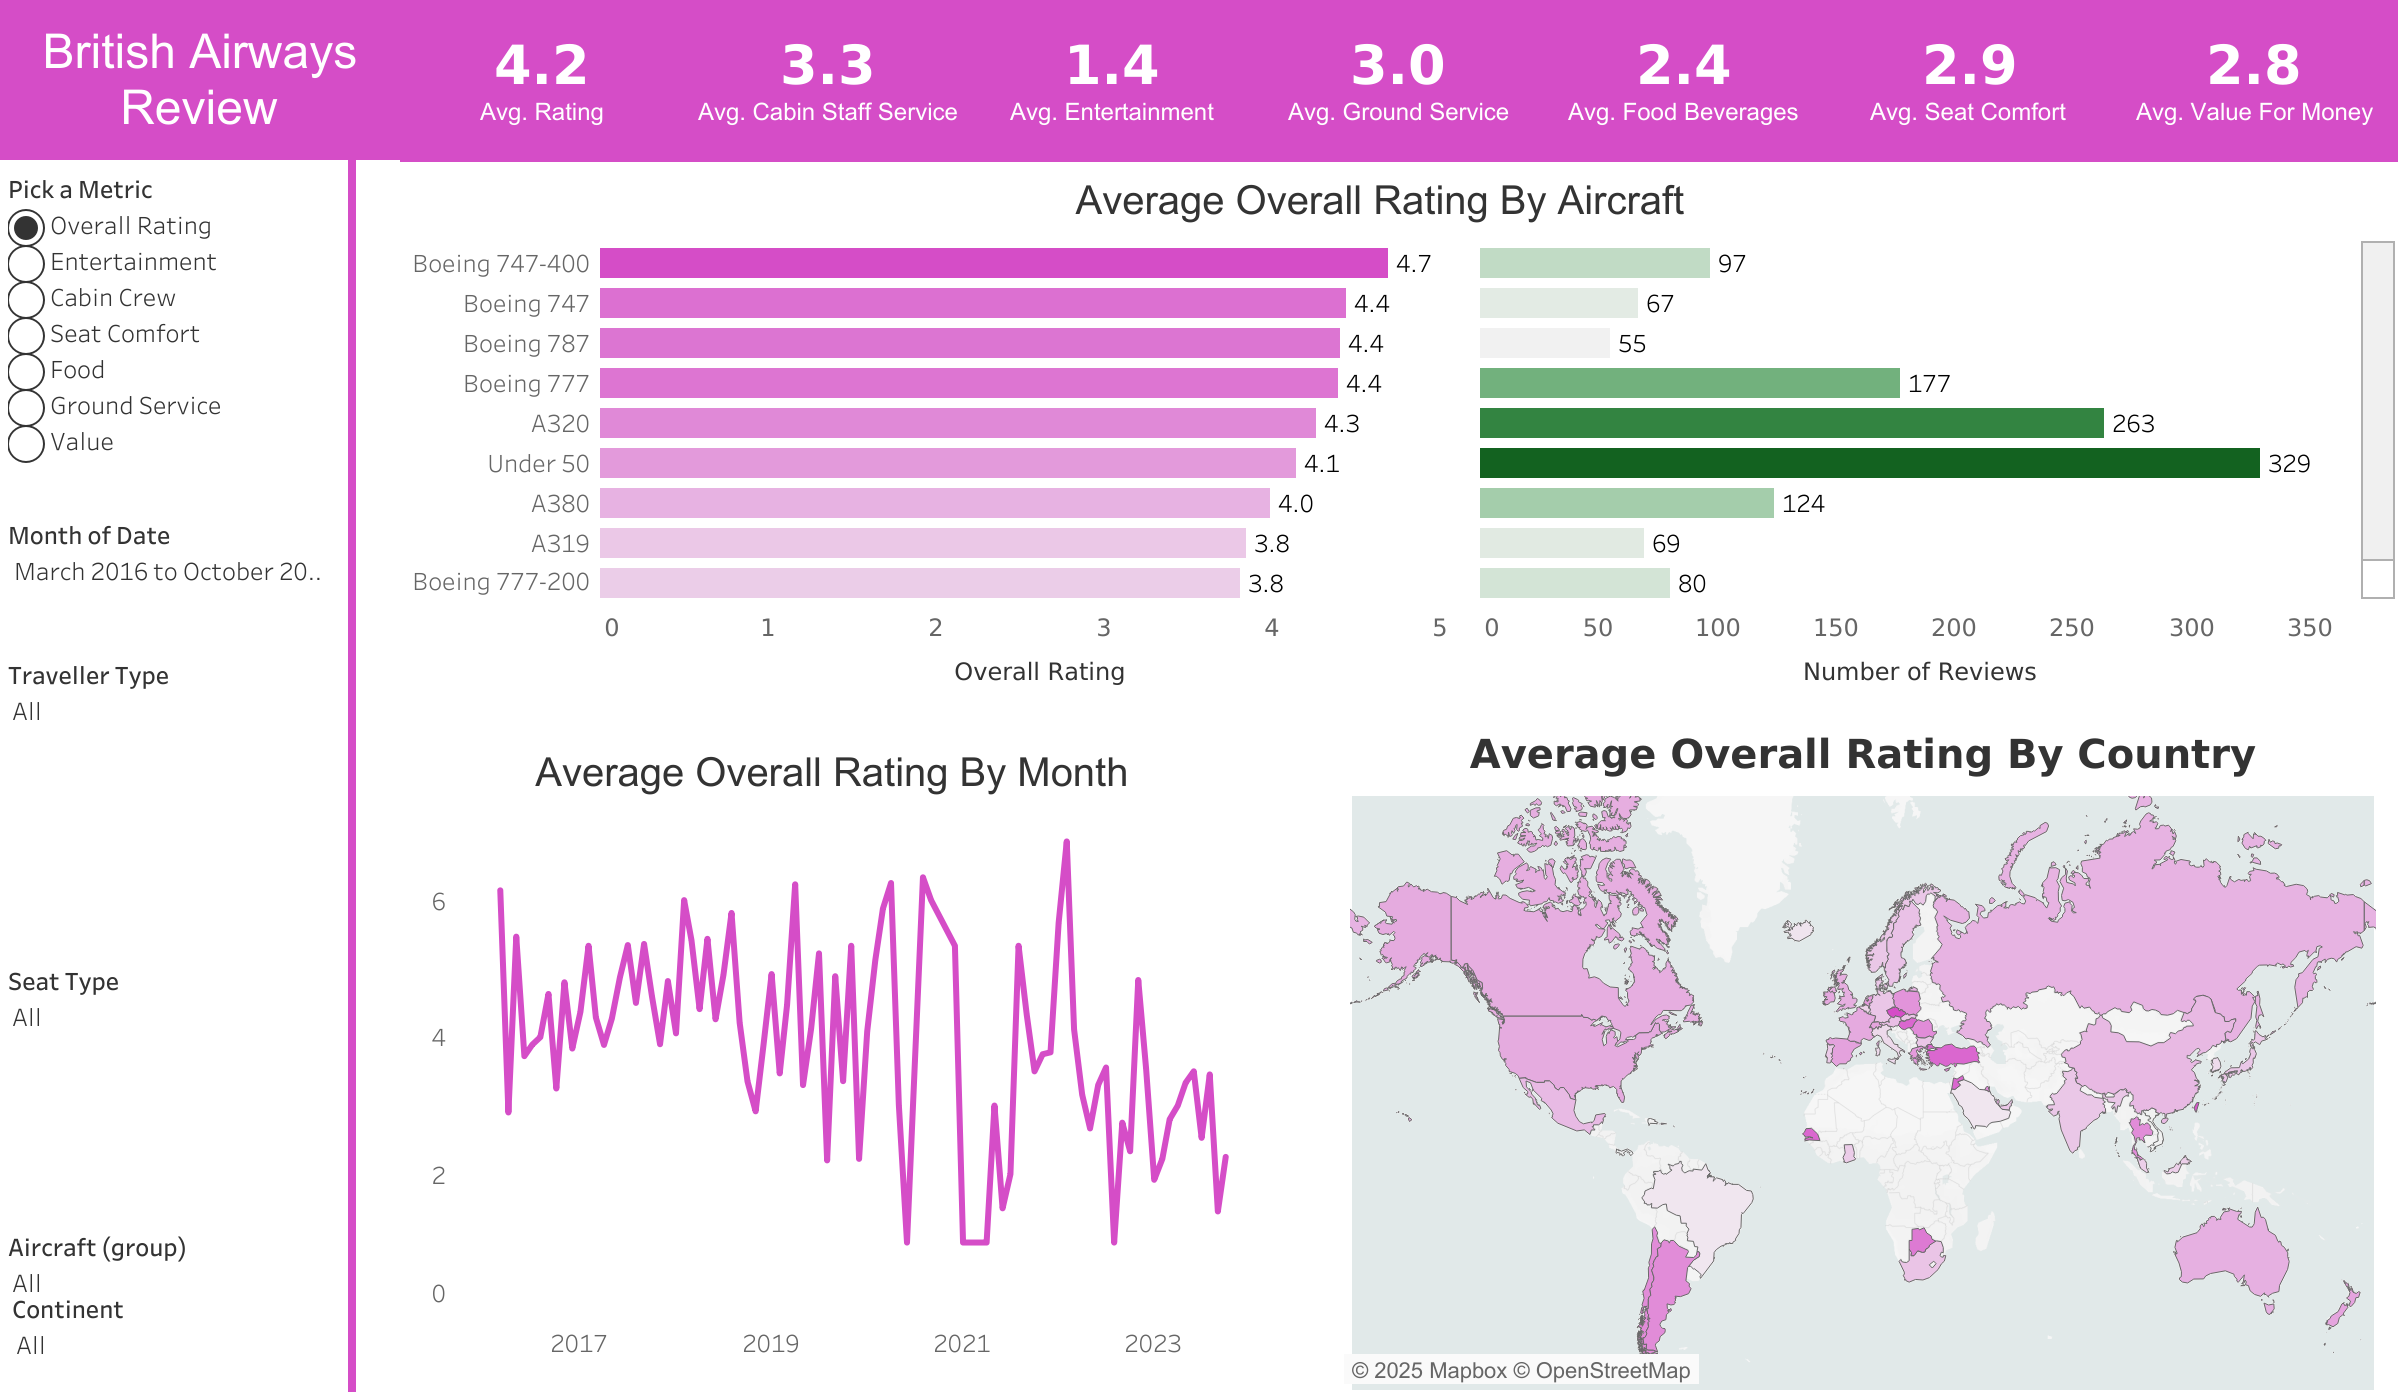 British Airways
Review
4.2
Avg. Rating
3.3
Avg. Cabin Staff Service
1.4
Avg. Entertainment
3.0
Avg. Ground Service
2.4
Avg. Food Beverages
2.9
Avg. Seat Comfort
2.8
Avg. Value For Money
Pick a Metric
Overall Rating
Entertainment
Cabin Crew
Seat Comfort
Food
Ground Service
Value
Month of Date
March 2016 to October 20..
Traveller Type
All
Seat Type
All
Aircraft (group)
All
Continent
All
Average Overall Rating By Aircraft
Boeing 747-400 4.7 97
Boeing 747 4.4 67
Boeing 787 4.4 55
Boeing 777 4.4 177
A320 4.3 263
Under 50 4.1 329
A380 4.0 124
A319 3.8 69
Boeing 777-200 3.8 80
0 1 2 3 4 5 0 50 100 150 200 250 300 350
Overall Rating Number of Reviews
Average Overall Rating By Month
6
4
2
0
2017 2019 2021 2023
Average Overall Rating By Country
© 2025 Mapbox © OpenStreetMap